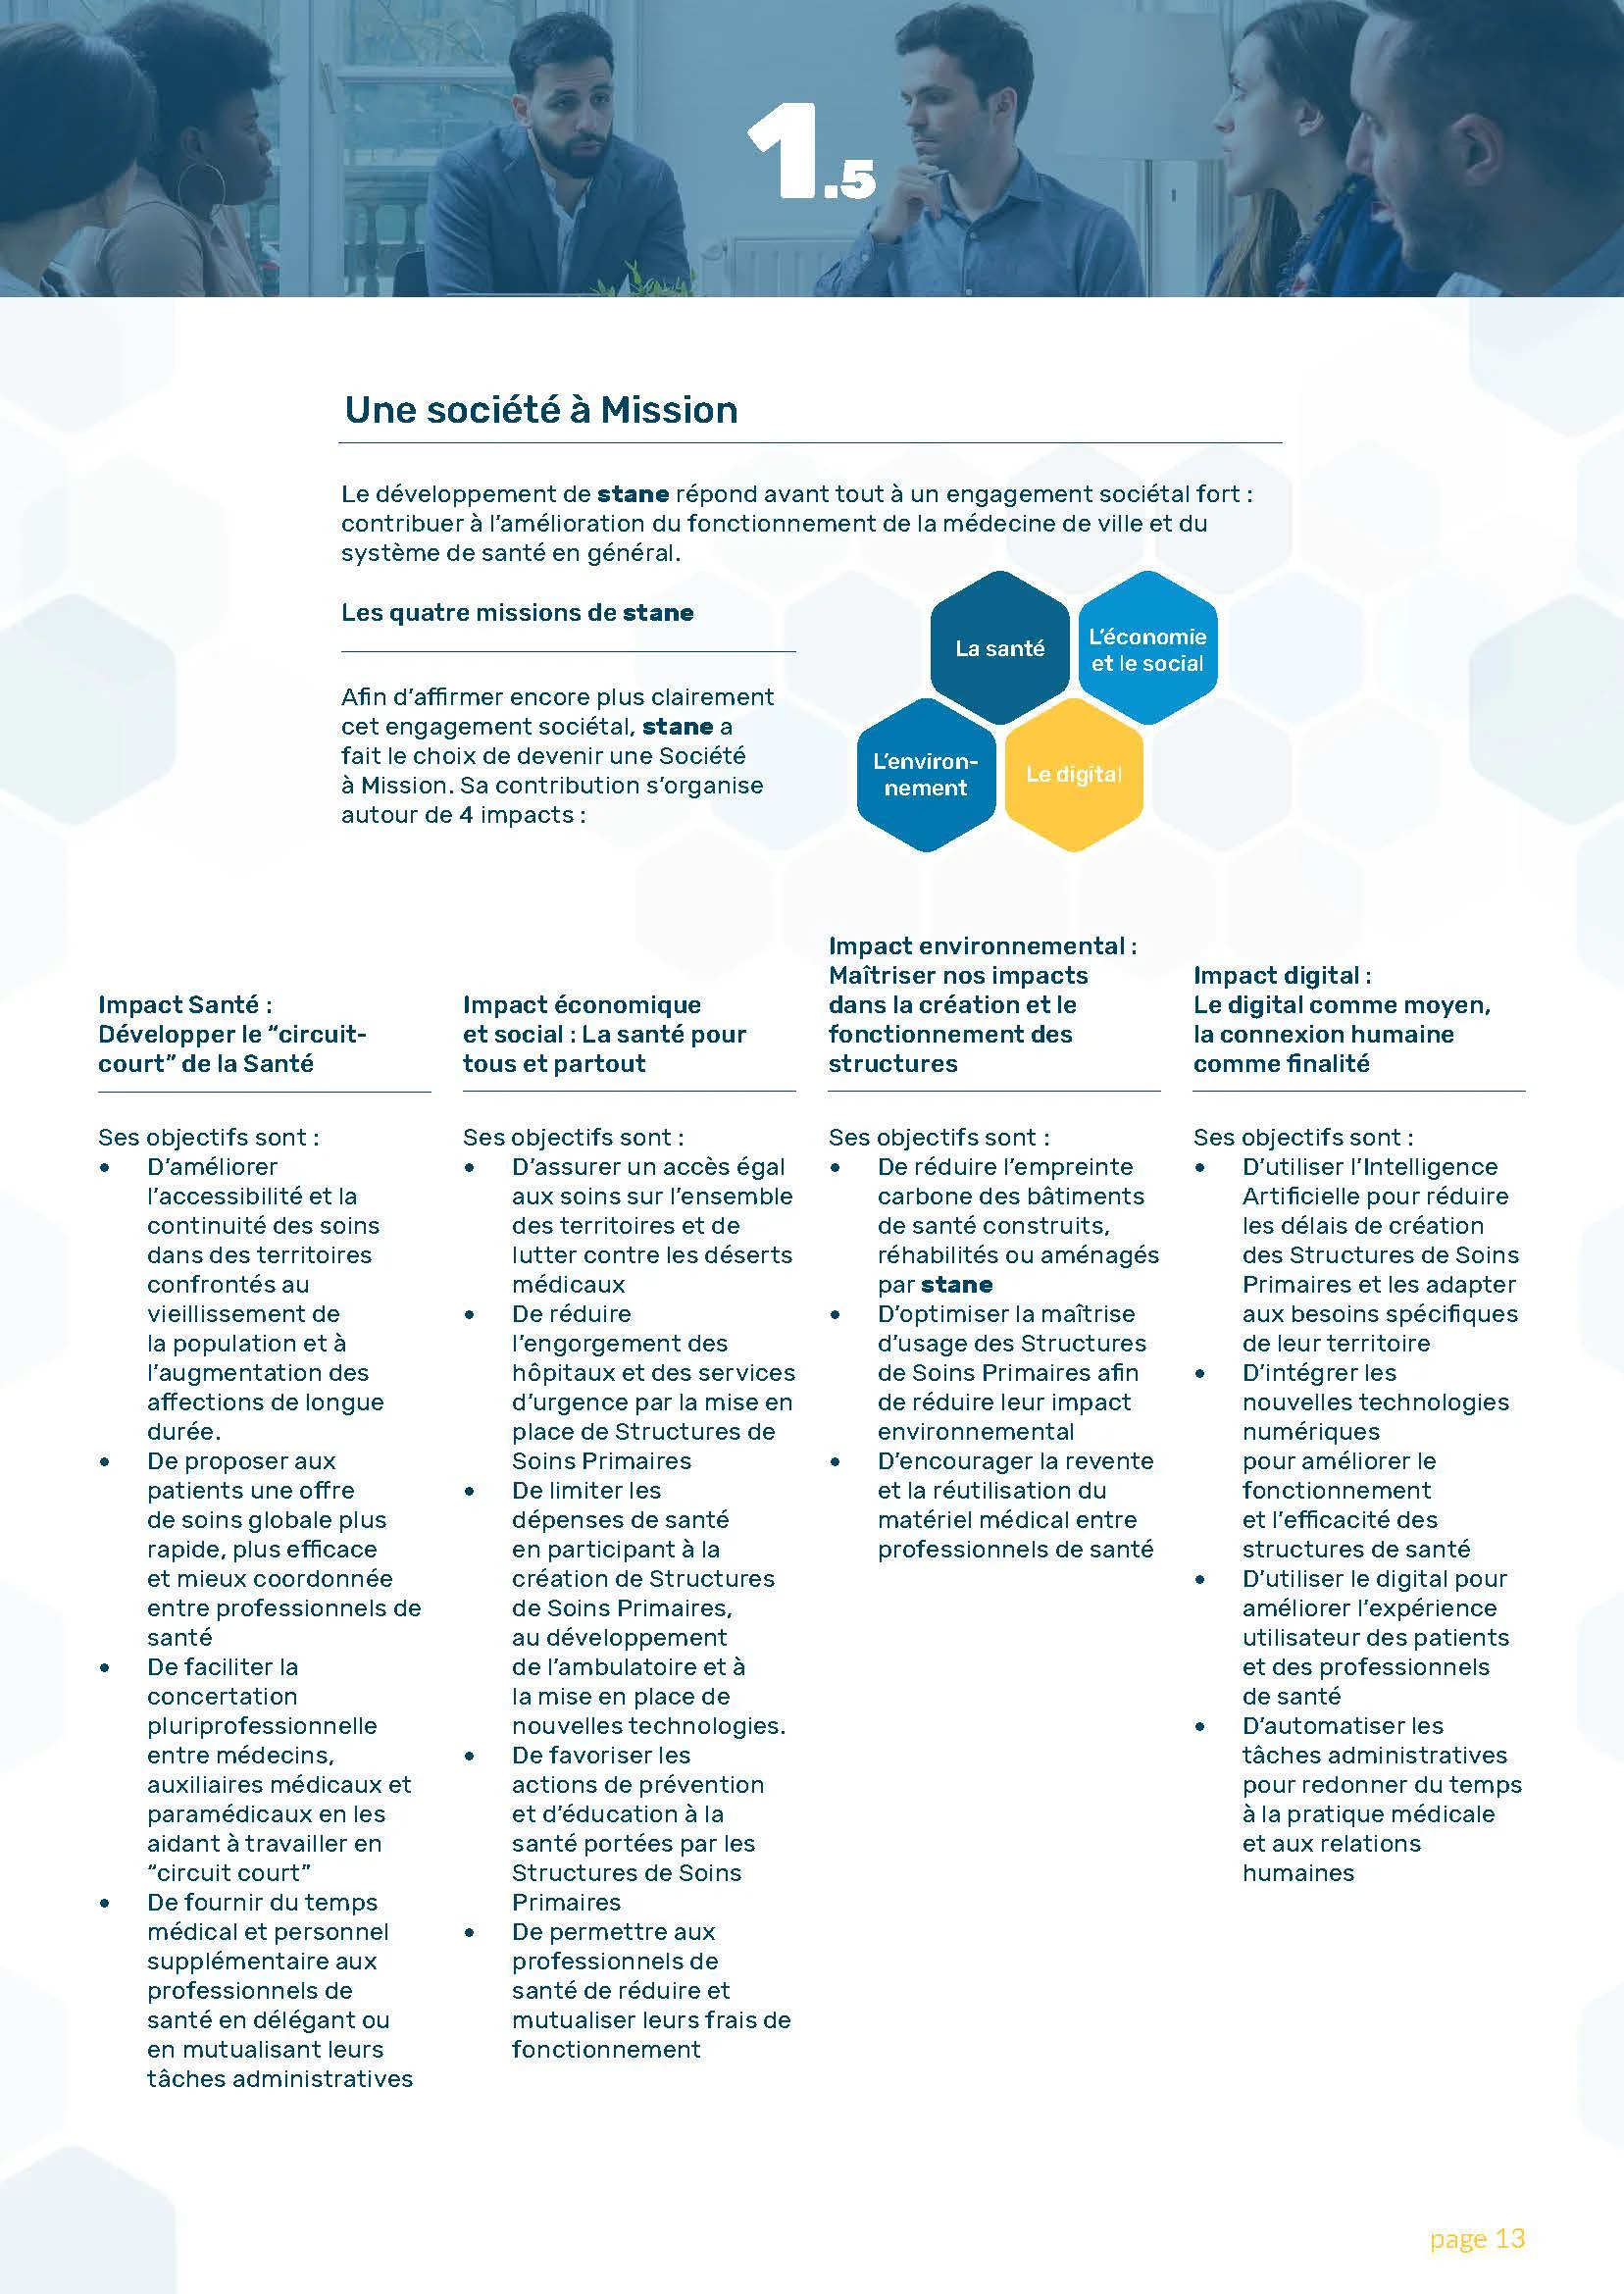 1.5
Une société à Mission
Le développement de stane répond avant tout à un engagement sociétal fort :
contribuer à l'amélioration du fonctionnement de la médecine de ville et du
système de santé en général.
Les quatre missions de stane
Afin d'affirmer encore plus clairement
cet engagement sociétal, stane a
fait le choix de devenir une Société
à Mission. Sa contribution s'organise
autour de 4 impacts :
La santé
L'économie
et le social
L'environ-
nement
Le digital
Impact Santé :
Développer le “circuit-
court” de la Santé
Ses objectifs sont :
• D'améliorer
l'accessibilité et la
continuité des soins
dans des territoires
confrontés au
vieillissement de
la population et à
l'augmentation des
affections de longue
durée.
• De proposer aux
patients une offre
de soins globale plus
rapide, plus efficace
et mieux coordonnée
entre professionnels de
santé
• De faciliter la
concertation
pluriprofessionnelle
entre médecins,
auxiliaires médicaux et
paramédicaux en les
aidant à travailler en
“circuit court”
• De fournir du temps
médical et personnel
supplémentaire aux
professionnels de
santé en délégant ou
en mutualisant leurs
tâches administratives
Impact économique
et social : La santé pour
tous et partout
Ses objectifs sont :
• D'assurer un accès égal
aux soins sur l'ensemble
des territoires et de
lutter contre les déserts
médicaux
• De réduire
l'engorgement des
hôpitaux et des services
d'urgence par la mise en
place de Structures de
Soins Primaires
• De limiter les
dépenses de santé
en participant à la
création de Structures
de Soins Primaires,
au développement
de l'ambulatoire et à
la mise en place de
nouvelles technologies.
• De favoriser les
actions de prévention
et d'éducation à la
santé portées par les
Structures de Soins
Primaires
• De permettre aux
professionnels de
santé de réduire et
mutualiser leurs frais de
fonctionnement
Impact environnemental :
Maîtriser nos impacts
dans la création et le
fonctionnement des
structures
Ses objectifs sont :
• De réduire l'empreinte
carbone des bâtiments
de santé construits,
réhabilités ou aménagés
par stane
• D'optimiser la maîtrise
d'usage des Structures
de Soins Primaires afin
de réduire leur impact
environnemental
• D'encourager la revente
et la réutilisation du
matériel médical entre
professionnels de santé
Impact digital :
Le digital comme moyen,
la connexion humaine
comme finalité
Ses objectifs sont :
• D'utiliser l'Intelligence
Artificielle pour réduire
les délais de création
des Structures de Soins
Primaires et les adapter
aux besoins spécifiques
de leur territoire
• D'intégrer les
nouvelles technologies
numériques
pour améliorer le
fonctionnement
et l'efficacité des
structures de santé
• D'utiliser le digital pour
améliorer l'expérience
utilisateur des patients
et des professionnels
de santé
• D'automatiser les
tâches administratives
pour redonner du temps
à la pratique médicale
et aux relations
humaines
page 13